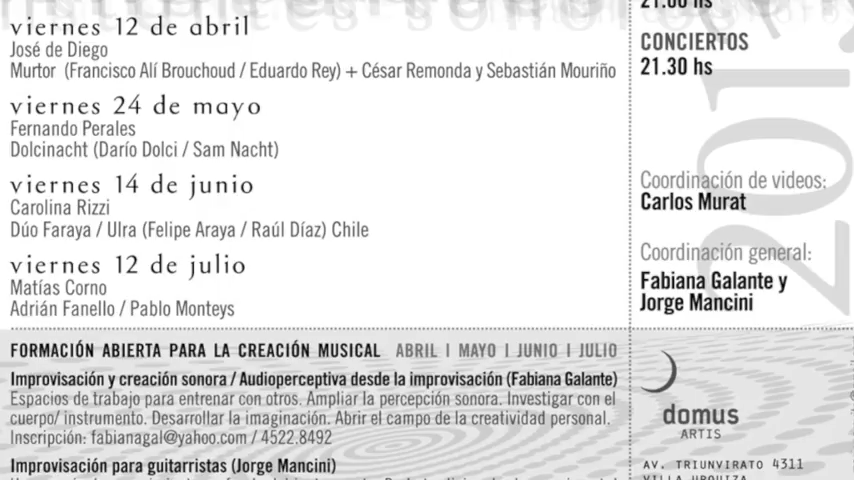 viernes 12 de abril
José de Diego
Murtor (Francisco Alí Brouchoud / Eduardo Rey) + César Remonda y Sebastián Mouriño
viernes 24 de mayo
Fernando Perales
Dolcinacht (Darío Dolci / Sam Nacht)
viernes 14 de junio
Carolina Rizzi
Dúo Faraya / Ulra (Felipe Araya / Raúl Díaz) Chile
viernes 12 de julio
Matías Corno
Adrián Fanello / Pablo Monteys
21.00 hs
CONCIERTOS
21.30 hs
Coordinación de videos:
Carlos Murat
Coordinación general:
Fabiana Galante y
Jorge Mancini
201
FORMACIÓN ABIERTA PARA LA CREACIÓN MUSICAL ABRIL I MAYO I JUNIO I JULIO
Improvisación y creación sonora / Audioperceptiva desde la improvisación (Fabiana Galante)
Espacios de trabajo para entrenar con otros. Ampliar la percepción sonora. Investigar con el
cuerpo/ instrumento. Desarrollar la imaginación. Abrir el campo de la creatividad personal.
Inscripción: fabianagal@yahoo.com / 4522.8492
Improvisación para guitarristas (Jorge Mancini)
domus
ARTIS
AV. TRIUNVIRATO 4311
VILLA URQUIZA